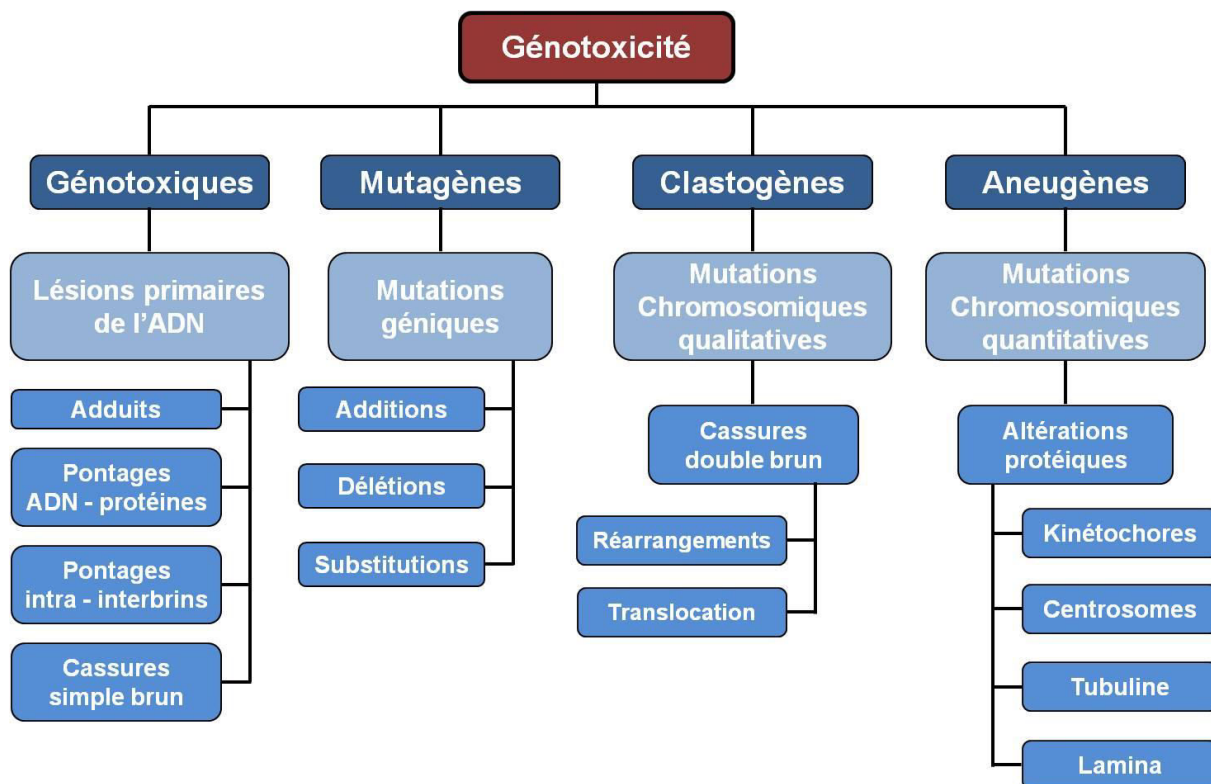 Génotoxicité
Génotoxiques
Mutagènes
Clastogènes
Aneugènes
Lésions primaires
de l'ADN
Mutations
géniques
Mutations
Chromosomiques
qualitatives
Mutations
Chromosomiques
quantitatives
Adduits
Pontages
ADN - protéines
Pontages
intra - interbrins
Cassures
simple brun
Additions
Délétions
Substitutions
Cassures
double brun
Réarrangements
Translocation
Altérations
protéiques
Kinétochores
Centrosomes
Tubuline
Lamina